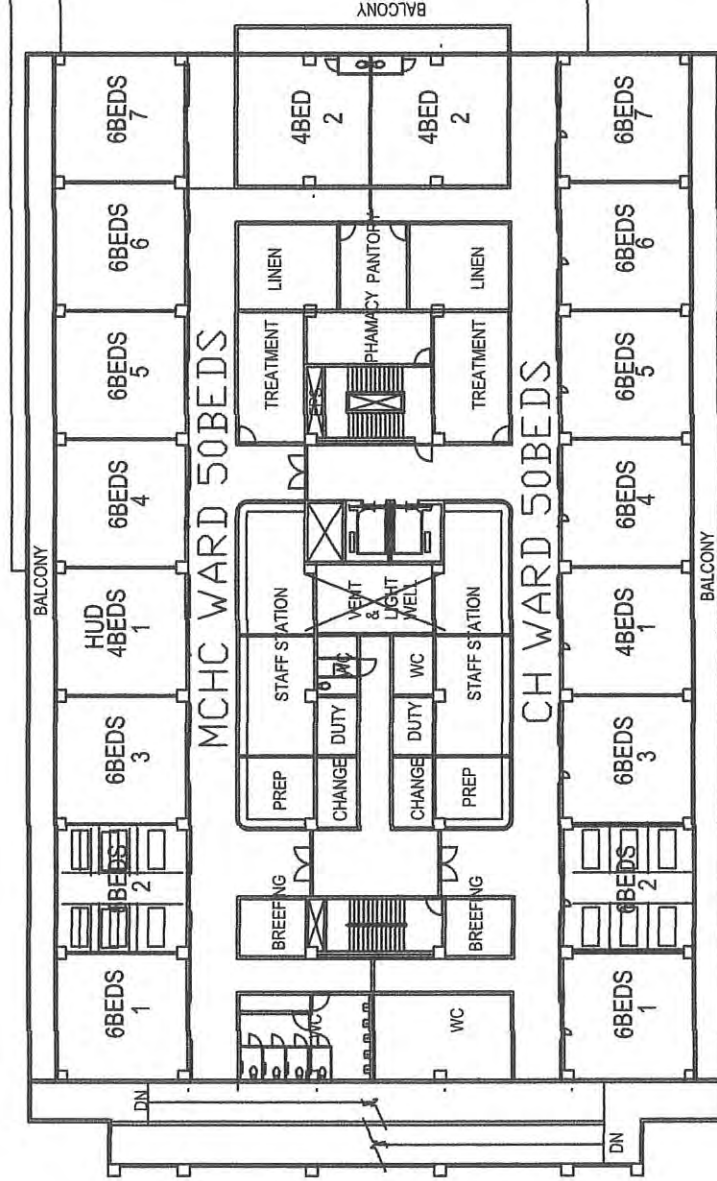 BALCONY
BALCONY
6BEDS
1
6BEDS
2
6BEDS
3
HUD
4BEDS
1
6BEDS
4
6BEDS
5
6BEDS
6
6BEDS
7
MCHC WARD 50BEDS
WC
BREEFING
PREP
STAFF STATION
CHANGE
DUTY
WC
VENT
&
LIGHT
WELL
TREATMENT
LINEN
EPS
PHAMACY
PANTORY
4BED
2
4BED
2
WC
BREEFING
PREP
CHANGE
DUTY
WC
STAFF STATION
TREATMENT
LINEN
CH WARD 50BEDS
6BEDS
1
6BEDS
2
6BEDS
3
4BEDS
1
6BEDS
4
6BEDS
5
6BEDS
6
6BEDS
7
BALCONY
DN
DN